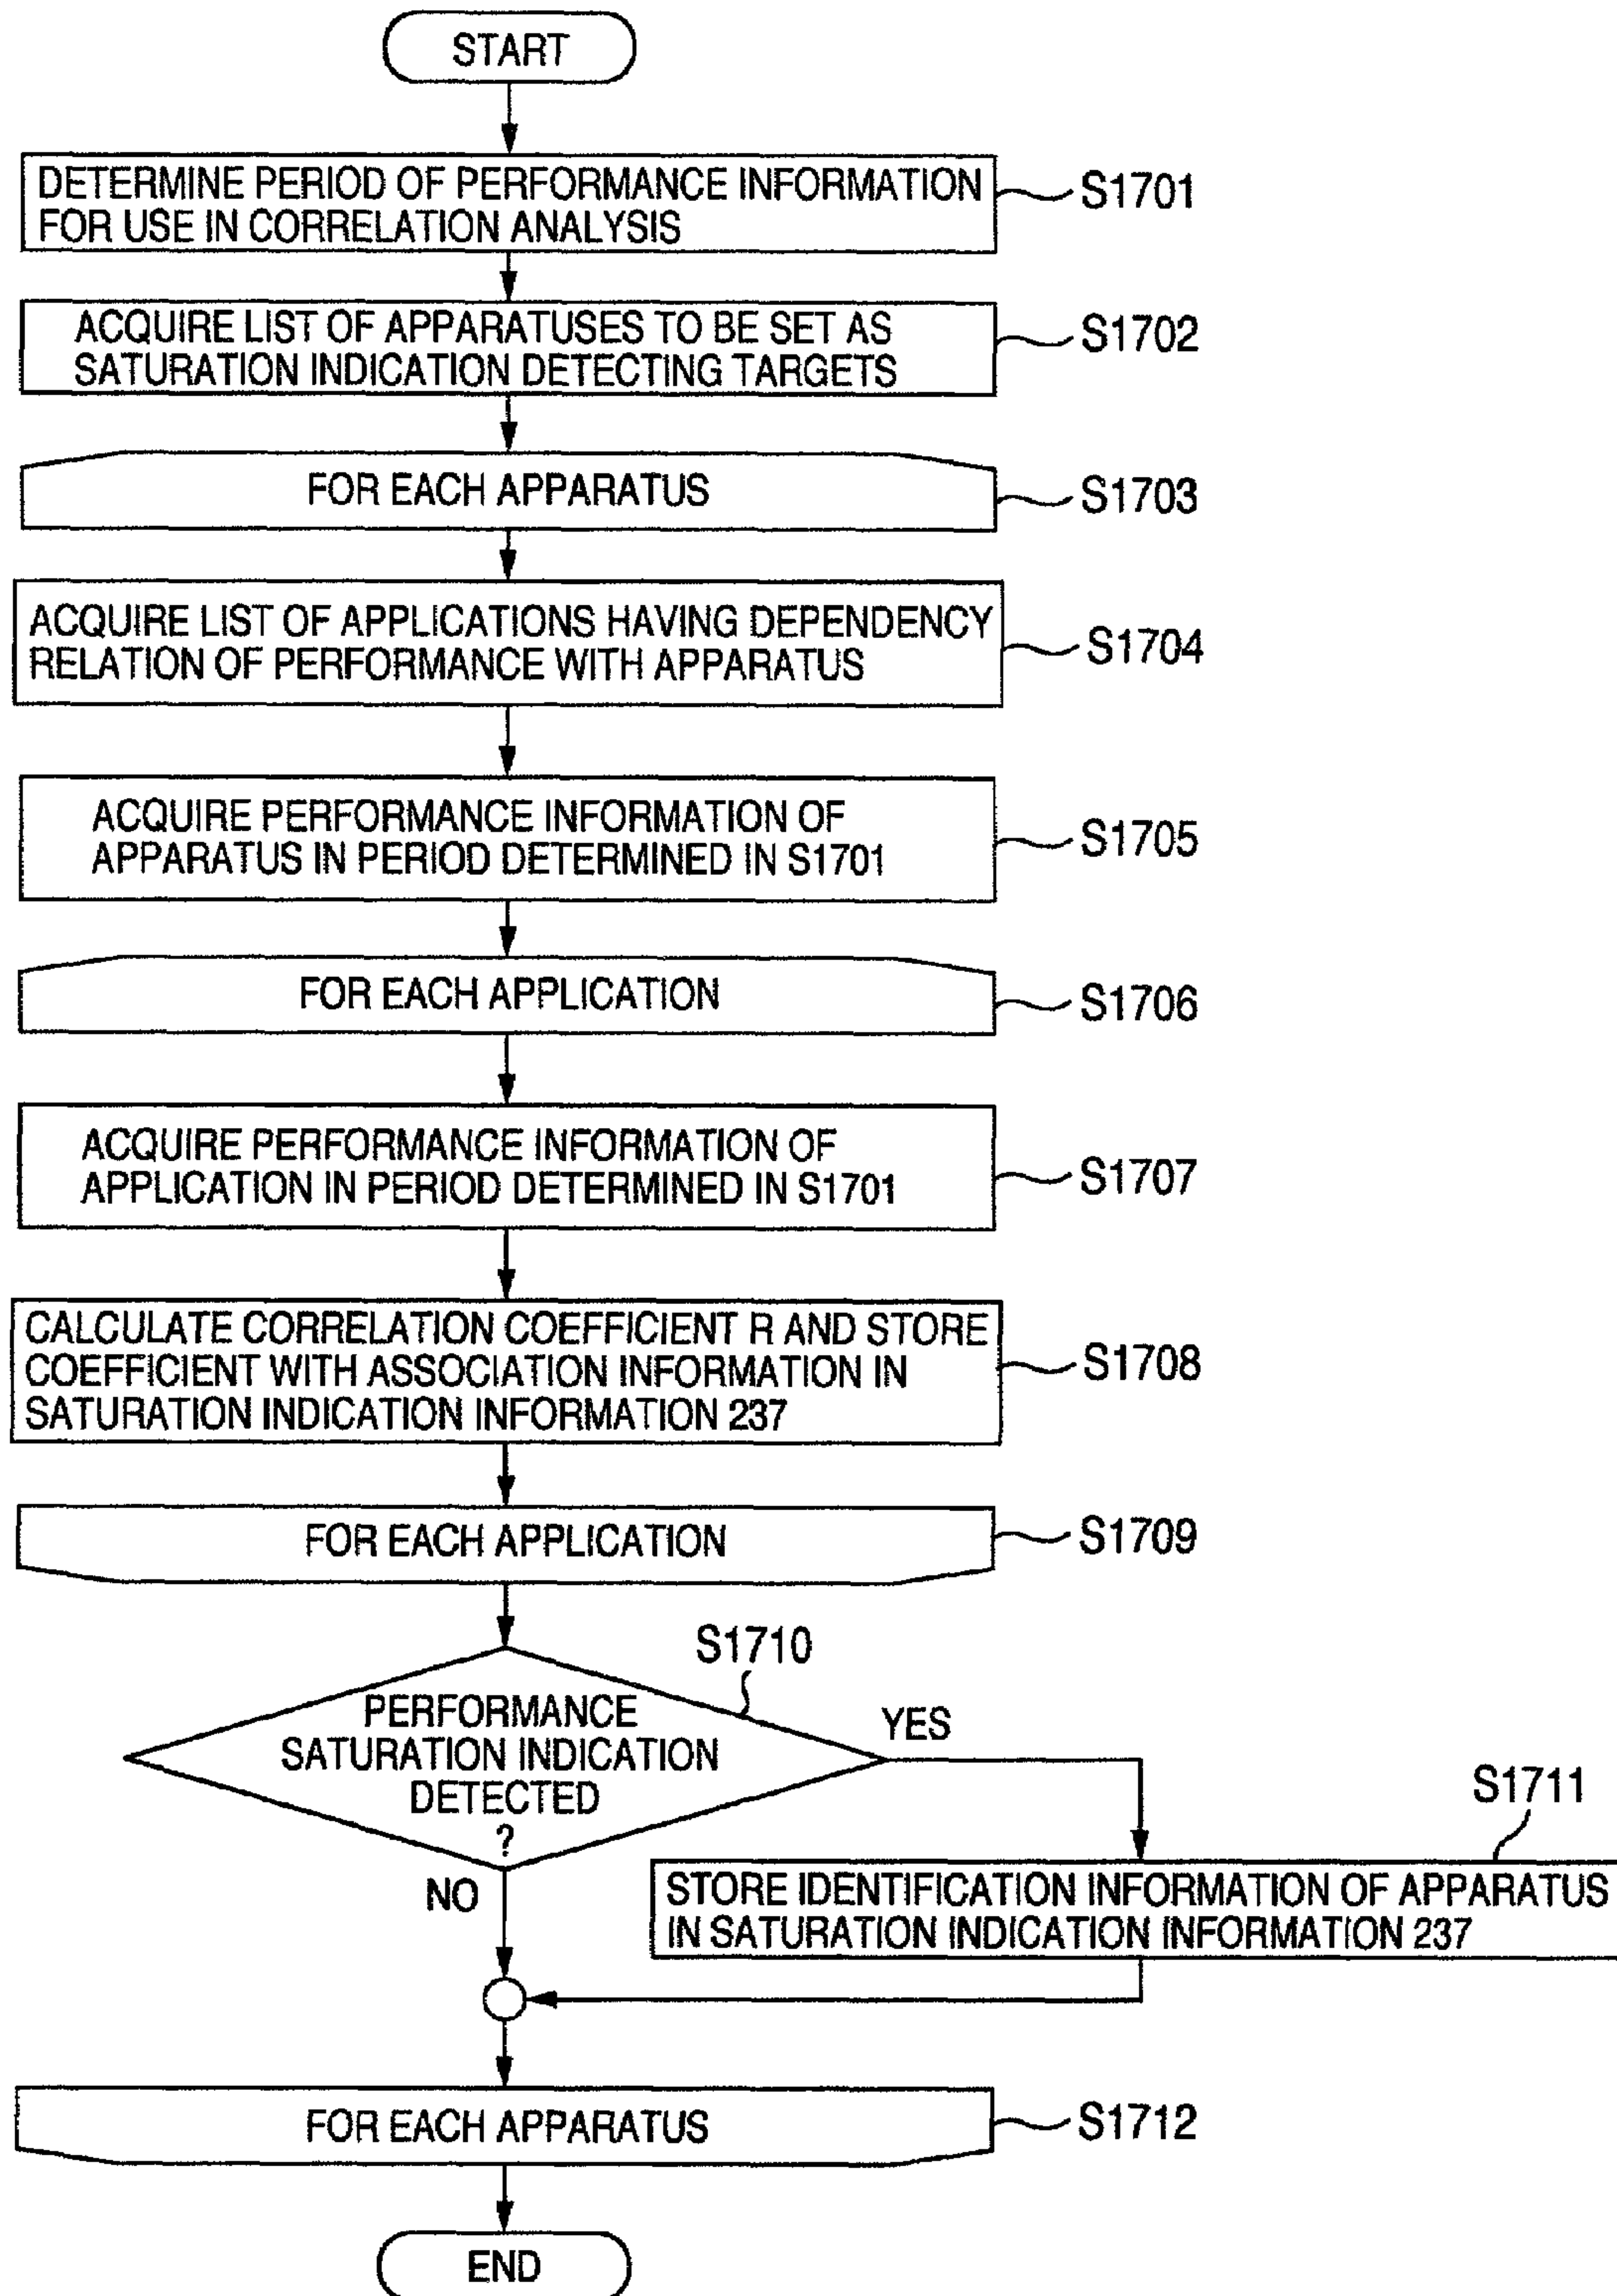 START
DETERMINE PERIOD OF PERFORMANCE INFORMATION
FOR USE IN CORRELATION ANALYSIS
S1701
ACQUIRE LIST OF APPARATUSES TO BE SET AS
SATURATION INDICATION DETECTING TARGETS
S1702
FOR EACH APPARATUS
S1703
ACQUIRE LIST OF APPLICATIONS HAVING DEPENDENCY
RELATION OF PERFORMANCE WITH APPARATUS
S1704
ACQUIRE PERFORMANCE INFORMATION OF
APPARATUS IN PERIOD DETERMINED IN S1701
S1705
FOR EACH APPLICATION
S1706
ACQUIRE PERFORMANCE INFORMATION OF
APPLICATION IN PERIOD DETERMINED IN S1701
S1707
CALCULATE CORRELATION COEFFICIENT R AND STORE
COEFFICIENT WITH ASSOCIATION INFORMATION IN
SATURATION INDICATION INFORMATION 237
S1708
FOR EACH APPLICATION
S1709
S1710
PERFORMANCE
SATURATION INDICATION
DETECTED
?
YES
NO
S1711
STORE IDENTIFICATION INFORMATION OF APPARATUS
IN SATURATION INDICATION INFORMATION 237
FOR EACH APPARATUS
S1712
END